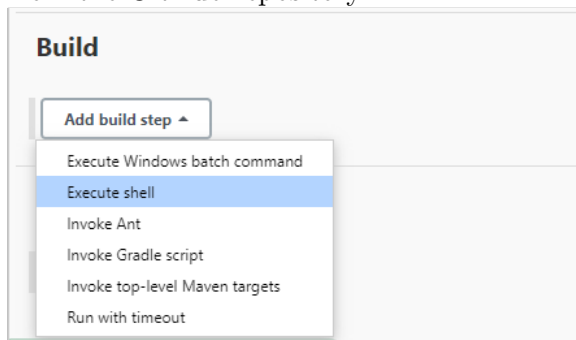 Build
Add build step
Execute Windows batch command
Execute shell
Invoke Ant
Invoke Gradle script
Invoke top-level Maven targets
Run with timeout